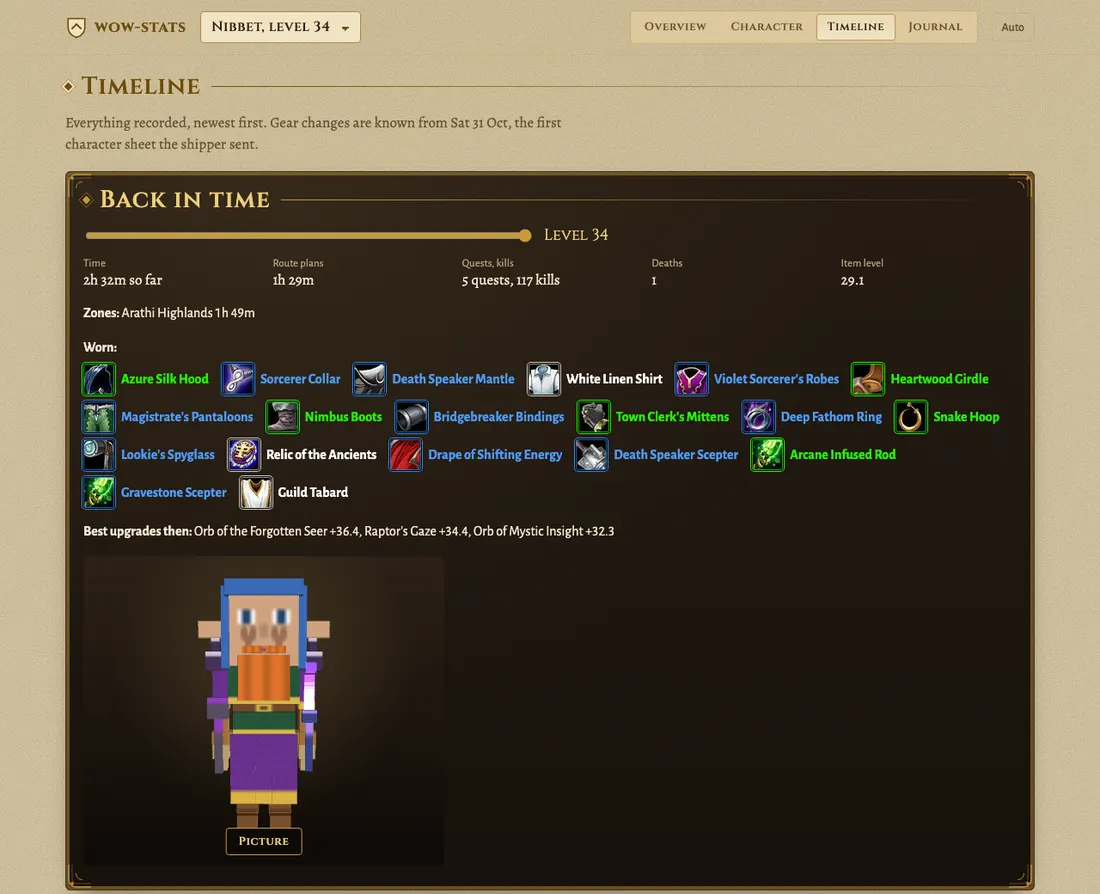 WOW-STATS
NIBBET, LEVEL 34
OVERVIEW CHARACTER TIMELINE JOURNAL Auto
TIMELINE
Everything recorded, newest first. Gear changes are known from Sat 31 Oct, the first
character sheet the shipper sent.
BACK IN TIME
LEVEL 34
Time Route plans Quests, kills Deaths Item level
2h 32m so far 1h 29m 5 quests, 117 kills 1 29.1
Zones: Arathi Highlands 1h 49m
Worn:
Azure Silk Hood Sorcerer Collar Death Speaker Mantle White Linen Shirt Violet Sorcerer's Robes Heartwood Girdle
Magistrate's Pantaloons Nimbus Boots Bridgebreaker Bindings Town Clerk's Mittens Deep Fathom Ring Snake Hoop
Lookie's Spyglass Relic of the Ancients Drape of Shifting Energy Death Speaker Scepter Arcane Infused Rod
Gravestone Scepter Guild Tabard
Best upgrades then: Orb of the Forgotten Seer +36.4, Raptor's Gaze +34.4, Orb of Mystic Insight +32.3
PICTURE